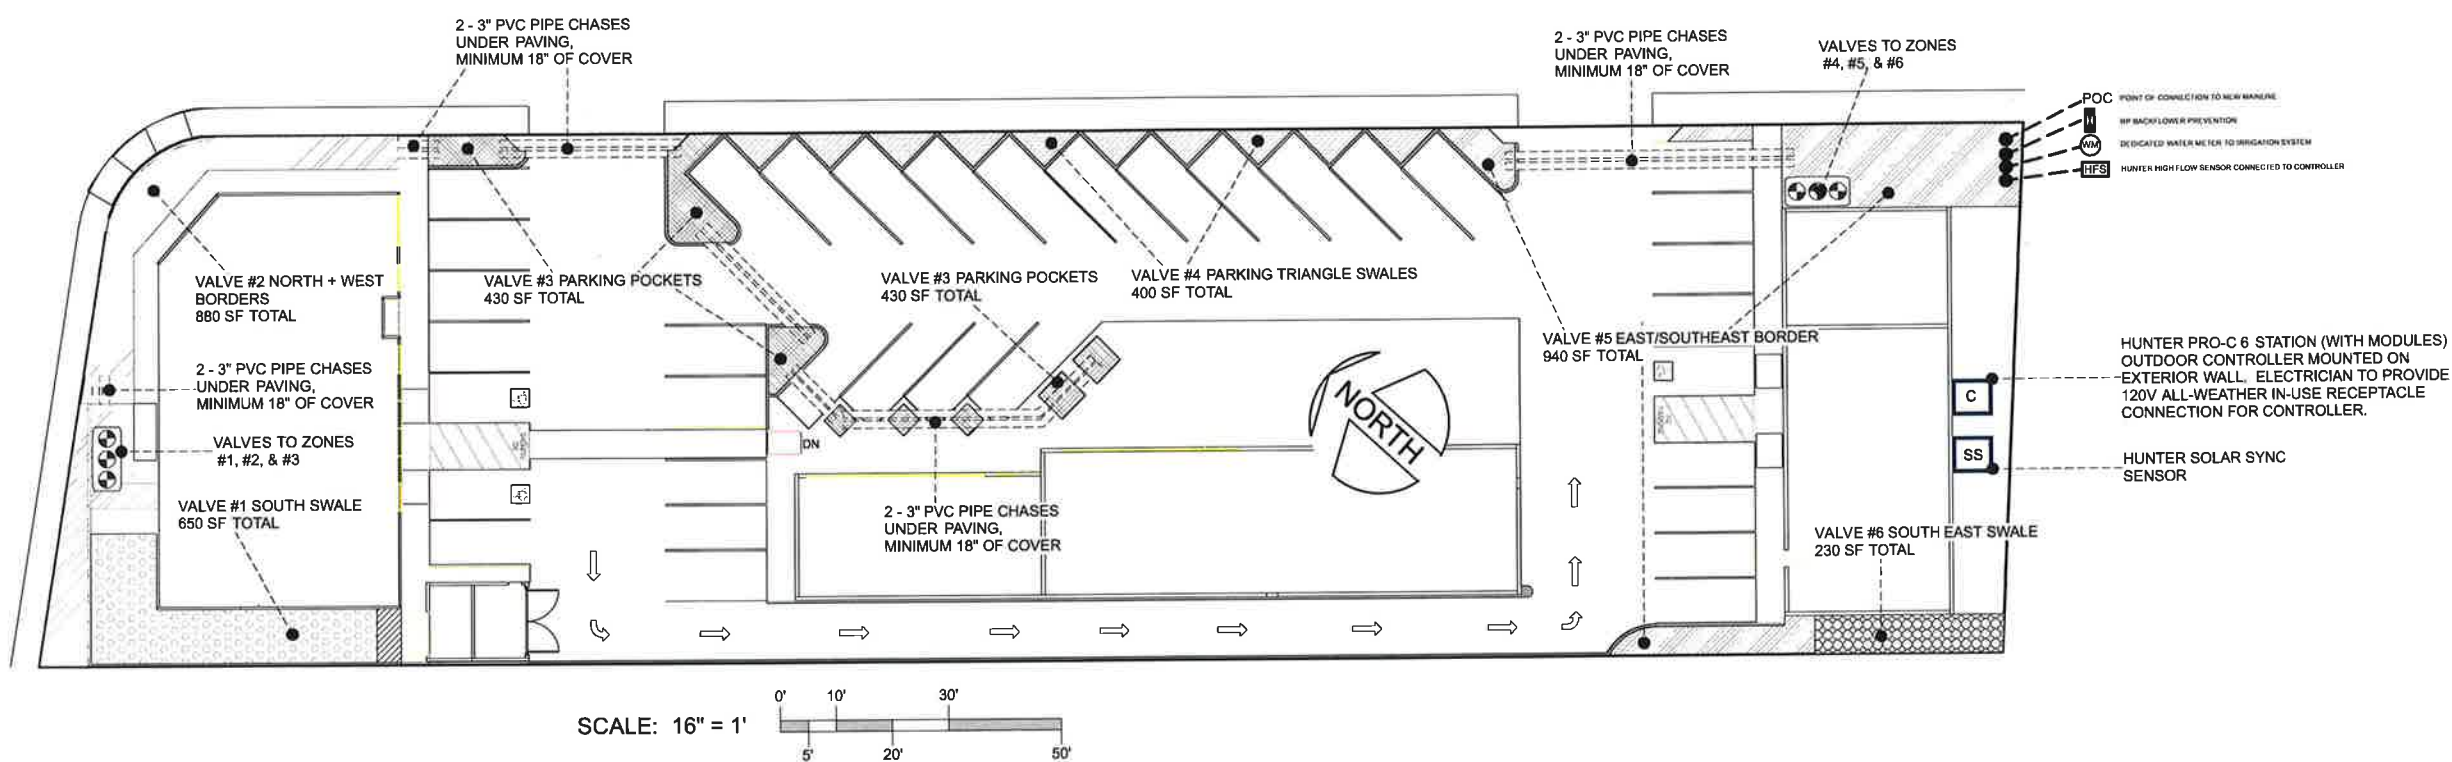 2 - 3" PVC PIPE CHASES
UNDER PAVING,
MINIMUM 18" OF COVER
2 - 3" PVC PIPE CHASES
UNDER PAVING,
MINIMUM 18" OF COVER
VALVES TO ZONES
#4, #5, & #6
POC
POINT OF CONNECTION TO NEW MAINLINE
RP BACKFLOWER PREVENTION
WM
DEDICATED WATER METER TO IRRIGATION SYSTEM
HFS
HUNTER HIGH FLOW SENSOR CONNECTED TO CONTROLLER
VALVE #2 NORTH + WEST
BORDERS
880 SF TOTAL
VALVE #3 PARKING POCKETS
430 SF TOTAL
VALVE #3 PARKING POCKETS
430 SF TOTAL
VALVE #4 PARKING TRIANGLE SWALES
400 SF TOTAL
VALVE #5 EAST/SOUTHEAST BORDER
940 SF TOTAL
HUNTER PRO-C 6 STATION (WITH MODULES)
OUTDOOR CONTROLLER MOUNTED ON
EXTERIOR WALL. ELECTRICIAN TO PROVIDE
120V ALL-WEATHER IN-USE RECEPTACLE
CONNECTION FOR CONTROLLER.
C
2 - 3" PVC PIPE CHASES
UNDER PAVING,
MINIMUM 18" OF COVER
NORTH
VALVES TO ZONES
#1, #2, & #3
DN
SS
HUNTER SOLAR SYNC
SENSOR
VALVE #1 SOUTH SWALE
650 SF TOTAL
2 - 3" PVC PIPE CHASES
UNDER PAVING,
MINIMUM 18" OF COVER
VALVE #6 SOUTH EAST SWALE
230 SF TOTAL
SCALE: 16" = 1'
0' 10' 30'
5' 20' 50'